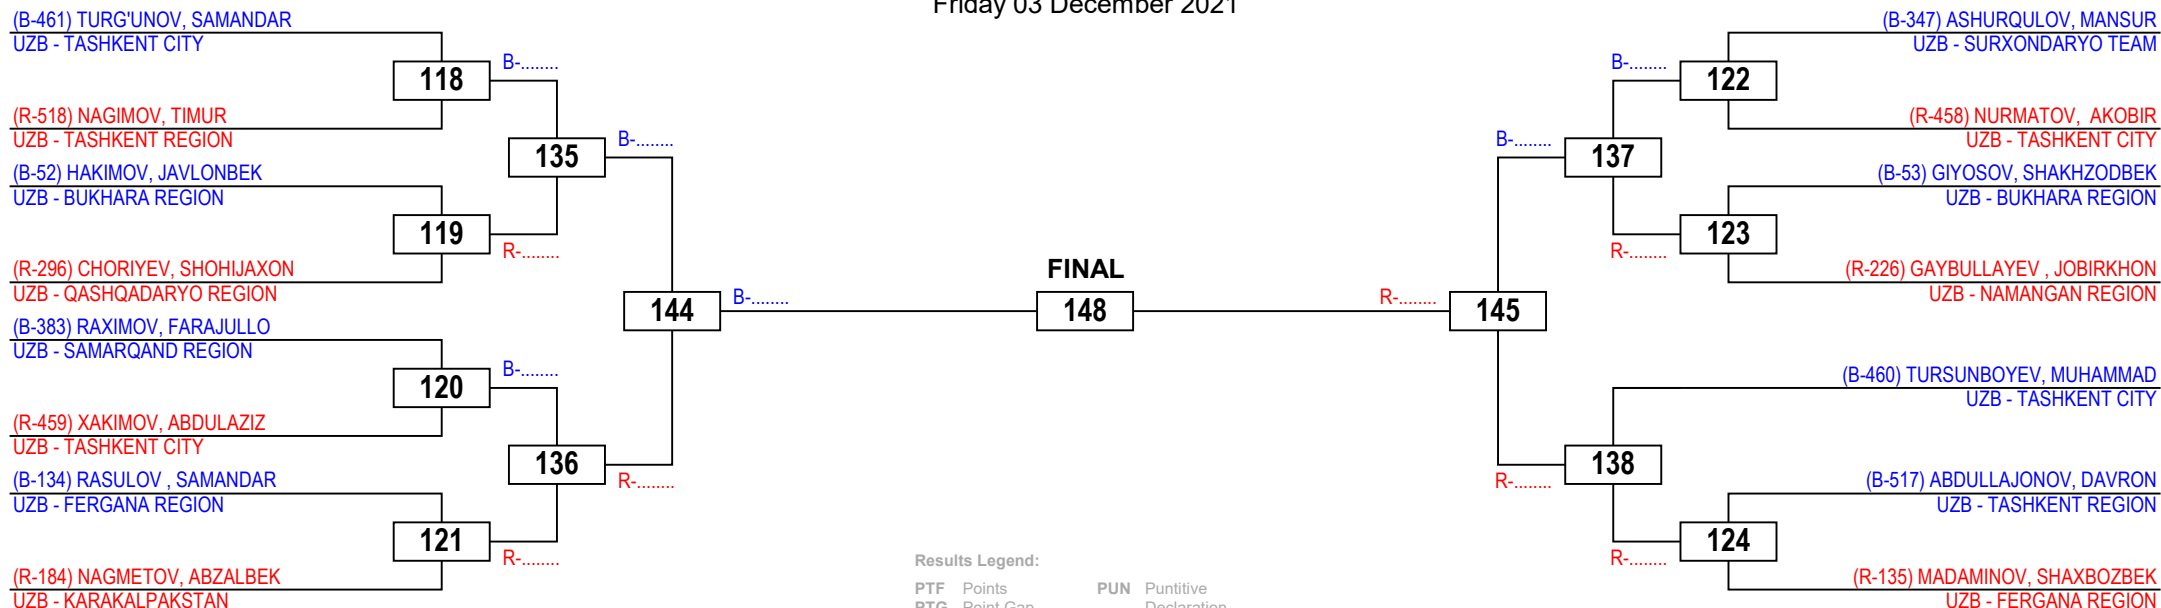 Friday 03 December 2021
(B-461) TURG'UNOV, SAMANDAR
UZB - TASHKENT CITY
118
B-........
(R-518) NAGIMOV, TIMUR
UZB - TASHKENT REGION
135
B-........
(B-52) HAKIMOV, JAVLONBEK
UZB - BUKHARA REGION
119
R-........
(R-296) CHORIYEV, SHOHIJAXON
UZB - QASHQADARYO REGION
144
B-........
(B-383) RAXIMOV, FARAJULLO
UZB - SAMARQAND REGION
120
B-........
(R-459) XAKIMOV, ABDULAZIZ
UZB - TASHKENT CITY
136
R-........
(B-134) RASULOV , SAMANDAR
UZB - FERGANA REGION
121
R-........
(R-184) NAGMETOV, ABZALBEK
UZB - KARAKALPAKSTAN
FINAL
148
(B-347) ASHURQULOV, MANSUR
UZB - SURXONDARYO TEAM
B-........
122
(R-458) NURMATOV,  AKOBIR
UZB - TASHKENT CITY
B-........
137
(B-53) GIYOSOV, SHAKHZODBEK
UZB - BUKHARA REGION
R-........
123
(R-226) GAYBULLAYEV , JOBIRKHON
UZB - NAMANGAN REGION
R-........
145
(B-460) TURSUNBOYEV, MUHAMMAD
UZB - TASHKENT CITY
R-........
138
(B-517) ABDULLAJONOV, DAVRON
UZB - TASHKENT REGION
R-........
124
(R-135) MADAMINOV, SHAXBOZBEK
UZB - FERGANA REGION
Results Legend:
PTF Points PUN Puntitive
PTG Point Gap Declaration